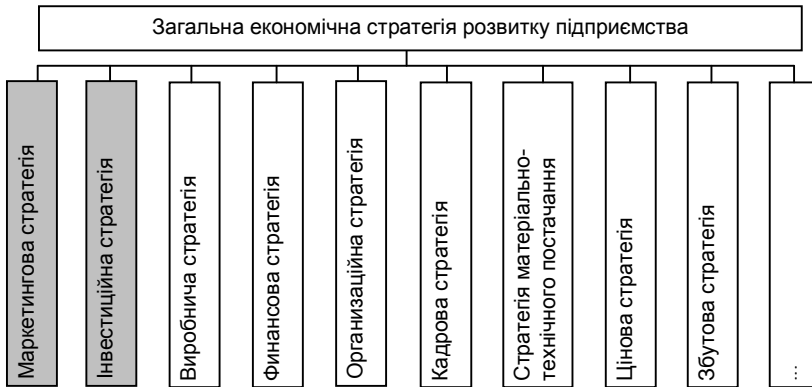 Загальна економічна стратегія розвитку підприємства
Маркетингова стратегія
Інвестиційна стратегія
Виробнича стратегія
Финансова стратегія
Организаційна стратегія
Кадрова стратегія
Стратегія матеріально-
технічного постачання
Цінова стратегія
Збутова стратегія
...